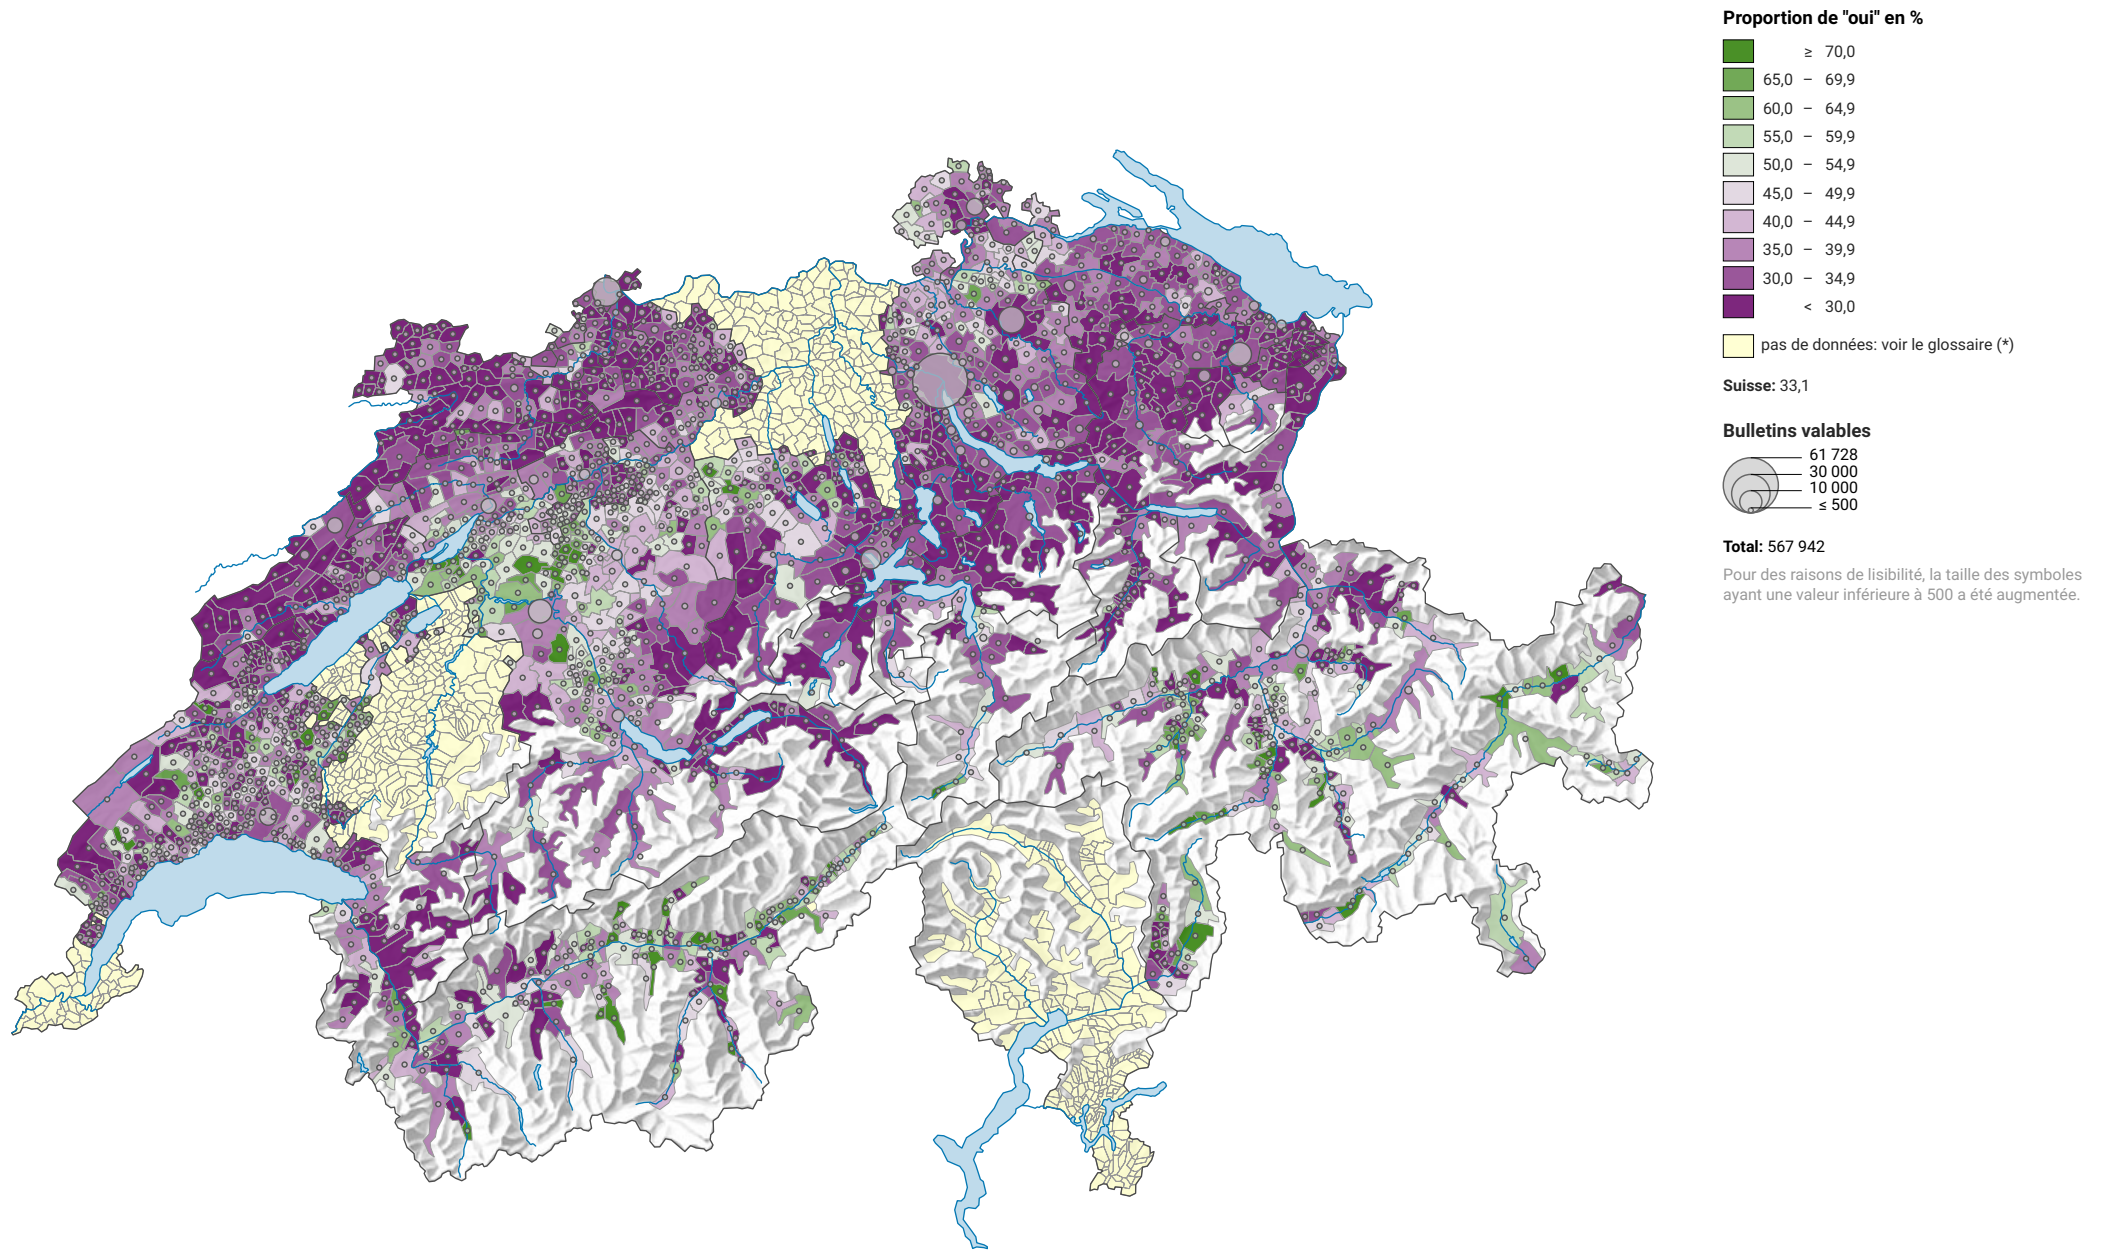 Proportion de "oui" en %
≥ 70,0
65,0 – 69,9
60,0 – 64,9
55,0 – 59,9
50,0 – 54,9
45,0 – 49,9
40,0 – 44,9
35,0 – 39,9
30,0 – 34,9
< 30,0
pas de données: voir le glossaire (*)
Suisse: 33,1
Bulletins valables
61 728
30 000
10 000
≤ 500
Total: 567 942
Pour des raisons de lisibilité, la taille des symboles
ayant une valeur inférieure à 500 a été augmentée.